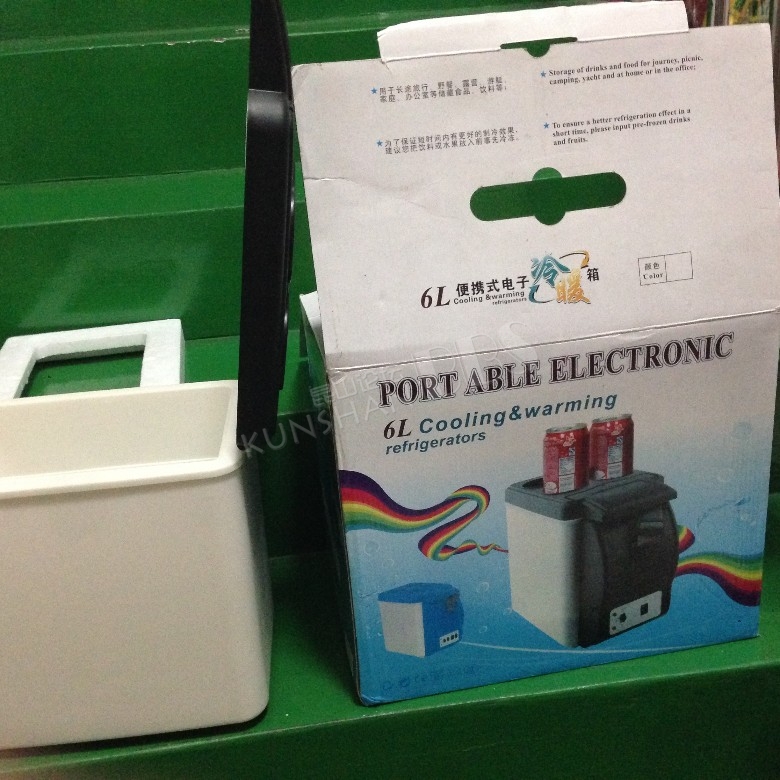 ★用于长途旅行、野餐、露营、游艇、
家庭、办公室等储藏食品、饮料等；
★ Storage of drinks and food for journey, picnic,
camping, yacht and at home or in the office;
★为了保证短时间内有更好的制冷效果，
建议您把饮料或水果放入前事先冷冻。
★ To ensure a better refrigeration effect in a
short time, please input pre-frozen drinks
and fruits.
6L 便携式电子冷暖箱
Cooling &warming
refrigerators
颜色
Color
PORT ABLE ELECTRONIC
6L Cooling&warming
refrigerators
KUNSHAN